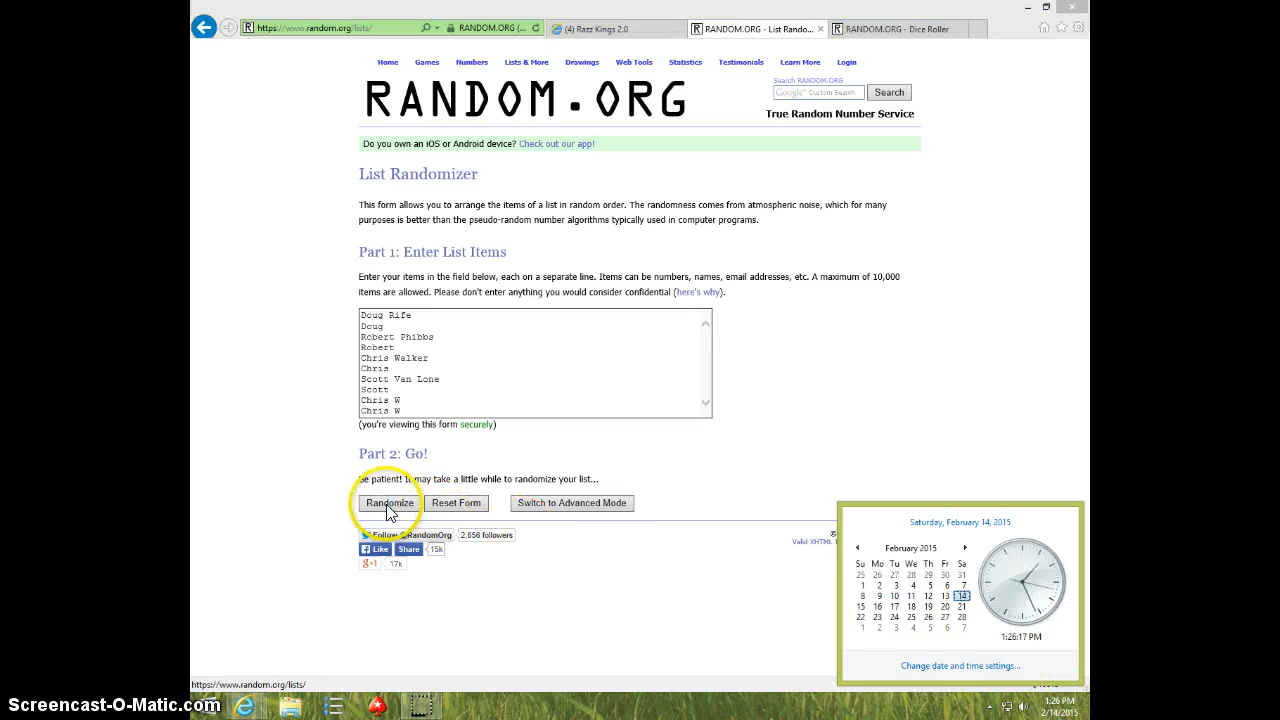 https://www.random.org/lists/
RANDOM.ORG (...
(4) Razz Kings 2.0
RANDOM.ORG - List Rando...
RANDOM.ORG - Dice Roller
Home Games Numbers Lists & More Drawings Web Tools Statistics Testimonials Learn More Login
RANDOM.ORG
Search RANDOM.ORG
Google™ Custom Search
Search
True Random Number Service
Do you own an iOS or Android device? Check out our app!
List Randomizer
This form allows you to arrange the items of a list in random order. The randomness comes from atmospheric noise, which for many
purposes is better than the pseudo-random number algorithms typically used in computer programs.
Part 1: Enter List Items
Enter your items in the field below, each on a separate line. Items can be numbers, names, email addresses, etc. A maximum of 10,000
items are allowed. Please don't enter anything you would consider confidential (here's why).
Doug Rife
Doug
Robert Phibbs
Robert
Chris Walker
Chris
Scott Van Lone
Scott
Chris W
Chris W
(you're viewing this form securely)
Part 2: Go!
Be patient! It may take a little while to randomize your list...
Randomize Reset Form Switch to Advanced Mode
Follow @RandomOrg 2,656 followers
Like Share 15k
g+1 17k
©
Valid XHTML 1
Saturday, February 14, 2015
February 2015
Su Mo Tu We Th Fr Sa
25 26 27 28 29 30 31
1 2 3 4 5 6 7
8 9 10 11 12 13 14
15 16 17 18 19 20 21
22 23 24 25 26 27 28
1 2 3 4 5 6 7
1:26:17 PM
Change date and time settings...
https://www.random.org/lists/
1:26 PM
2/14/2015
Screencast-O-Matic.com